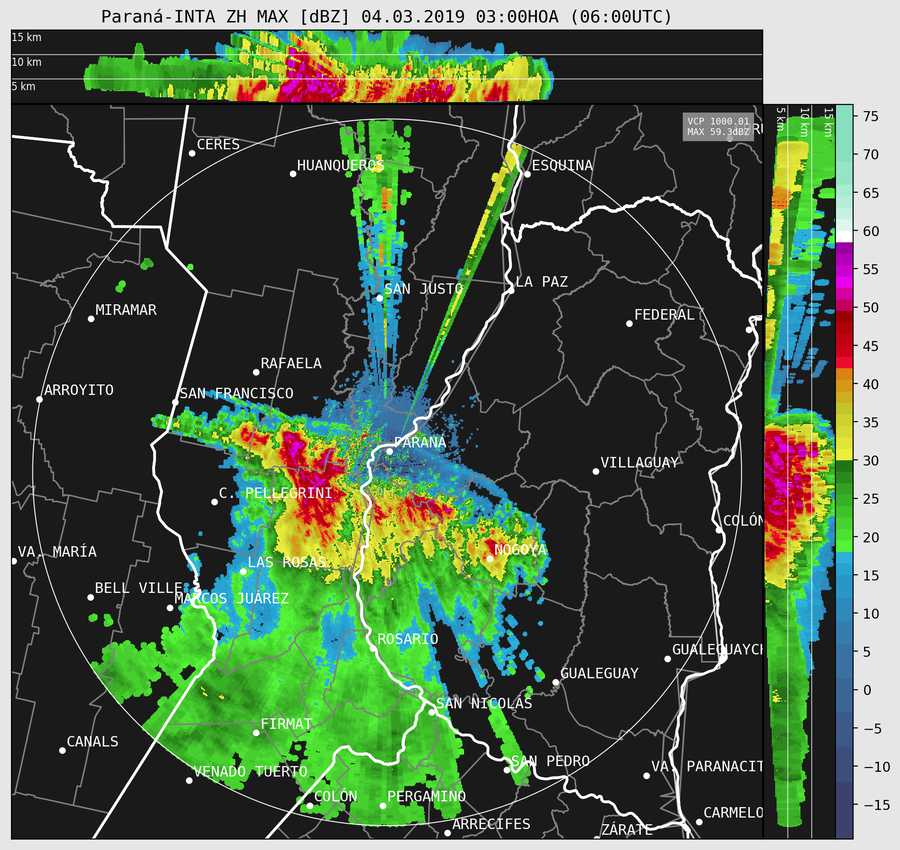 Paraná-INTA ZH MAX [dBZ] 04.03.2019 03:00HOA (06:00UTC)
15 km
10 km
5 km
5 km
10 km
15 km
VCP 1000.01
MAX 59.3dBZ
CERES
HUANQUEROS
ESQUINA
SAN JUSTO
LA PAZ
MIRAMAR
FEDERAL
RAFAELA
ARROYITO
SAN FRANCISCO
PARANÁ
VILLAGUAY
C. PELLEGRINI
COLÓN
VA. MARÍA
NOGOYÁ
LAS ROSAS
BELL VILLE
MARCOS JUÁREZ
ROSARIO
GUALEGUAYCH
GUALEGUAY
SAN NICOLÁS
FIRMAT
CANALS
VENADO TUERTO
SAN PEDRO
VA. PARANACIT
COLÓN
PERGAMINO
CARMELO
ARRECIFES
ZÁRATE
75
70
65
60
55
50
45
40
35
30
25
20
15
10
5
0
−5
−10
−15